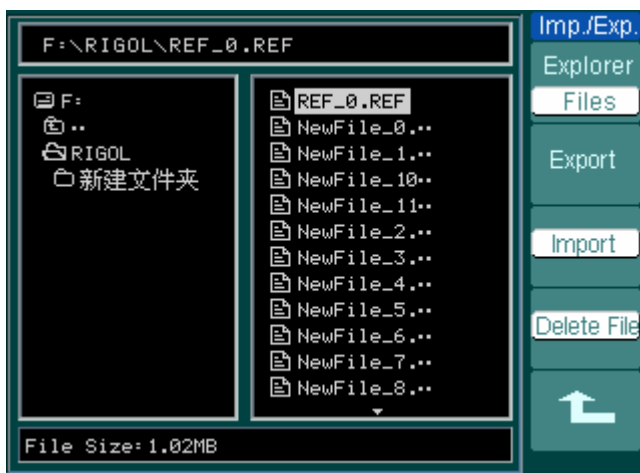 F:\RIGOL\REF_0.REF
F:
..
RIGOL
新建文件夹
REF_0.REF
NewFile_0.··
NewFile_1.··
NewFile_10··
NewFile_11··
NewFile_2.··
NewFile_3.··
NewFile_4.··
NewFile_5.··
NewFile_6.··
NewFile_7.··
NewFile_8.··
File Size:1.02MB
Imp./Exp.
Explorer
Files
Export
Import
Delete File